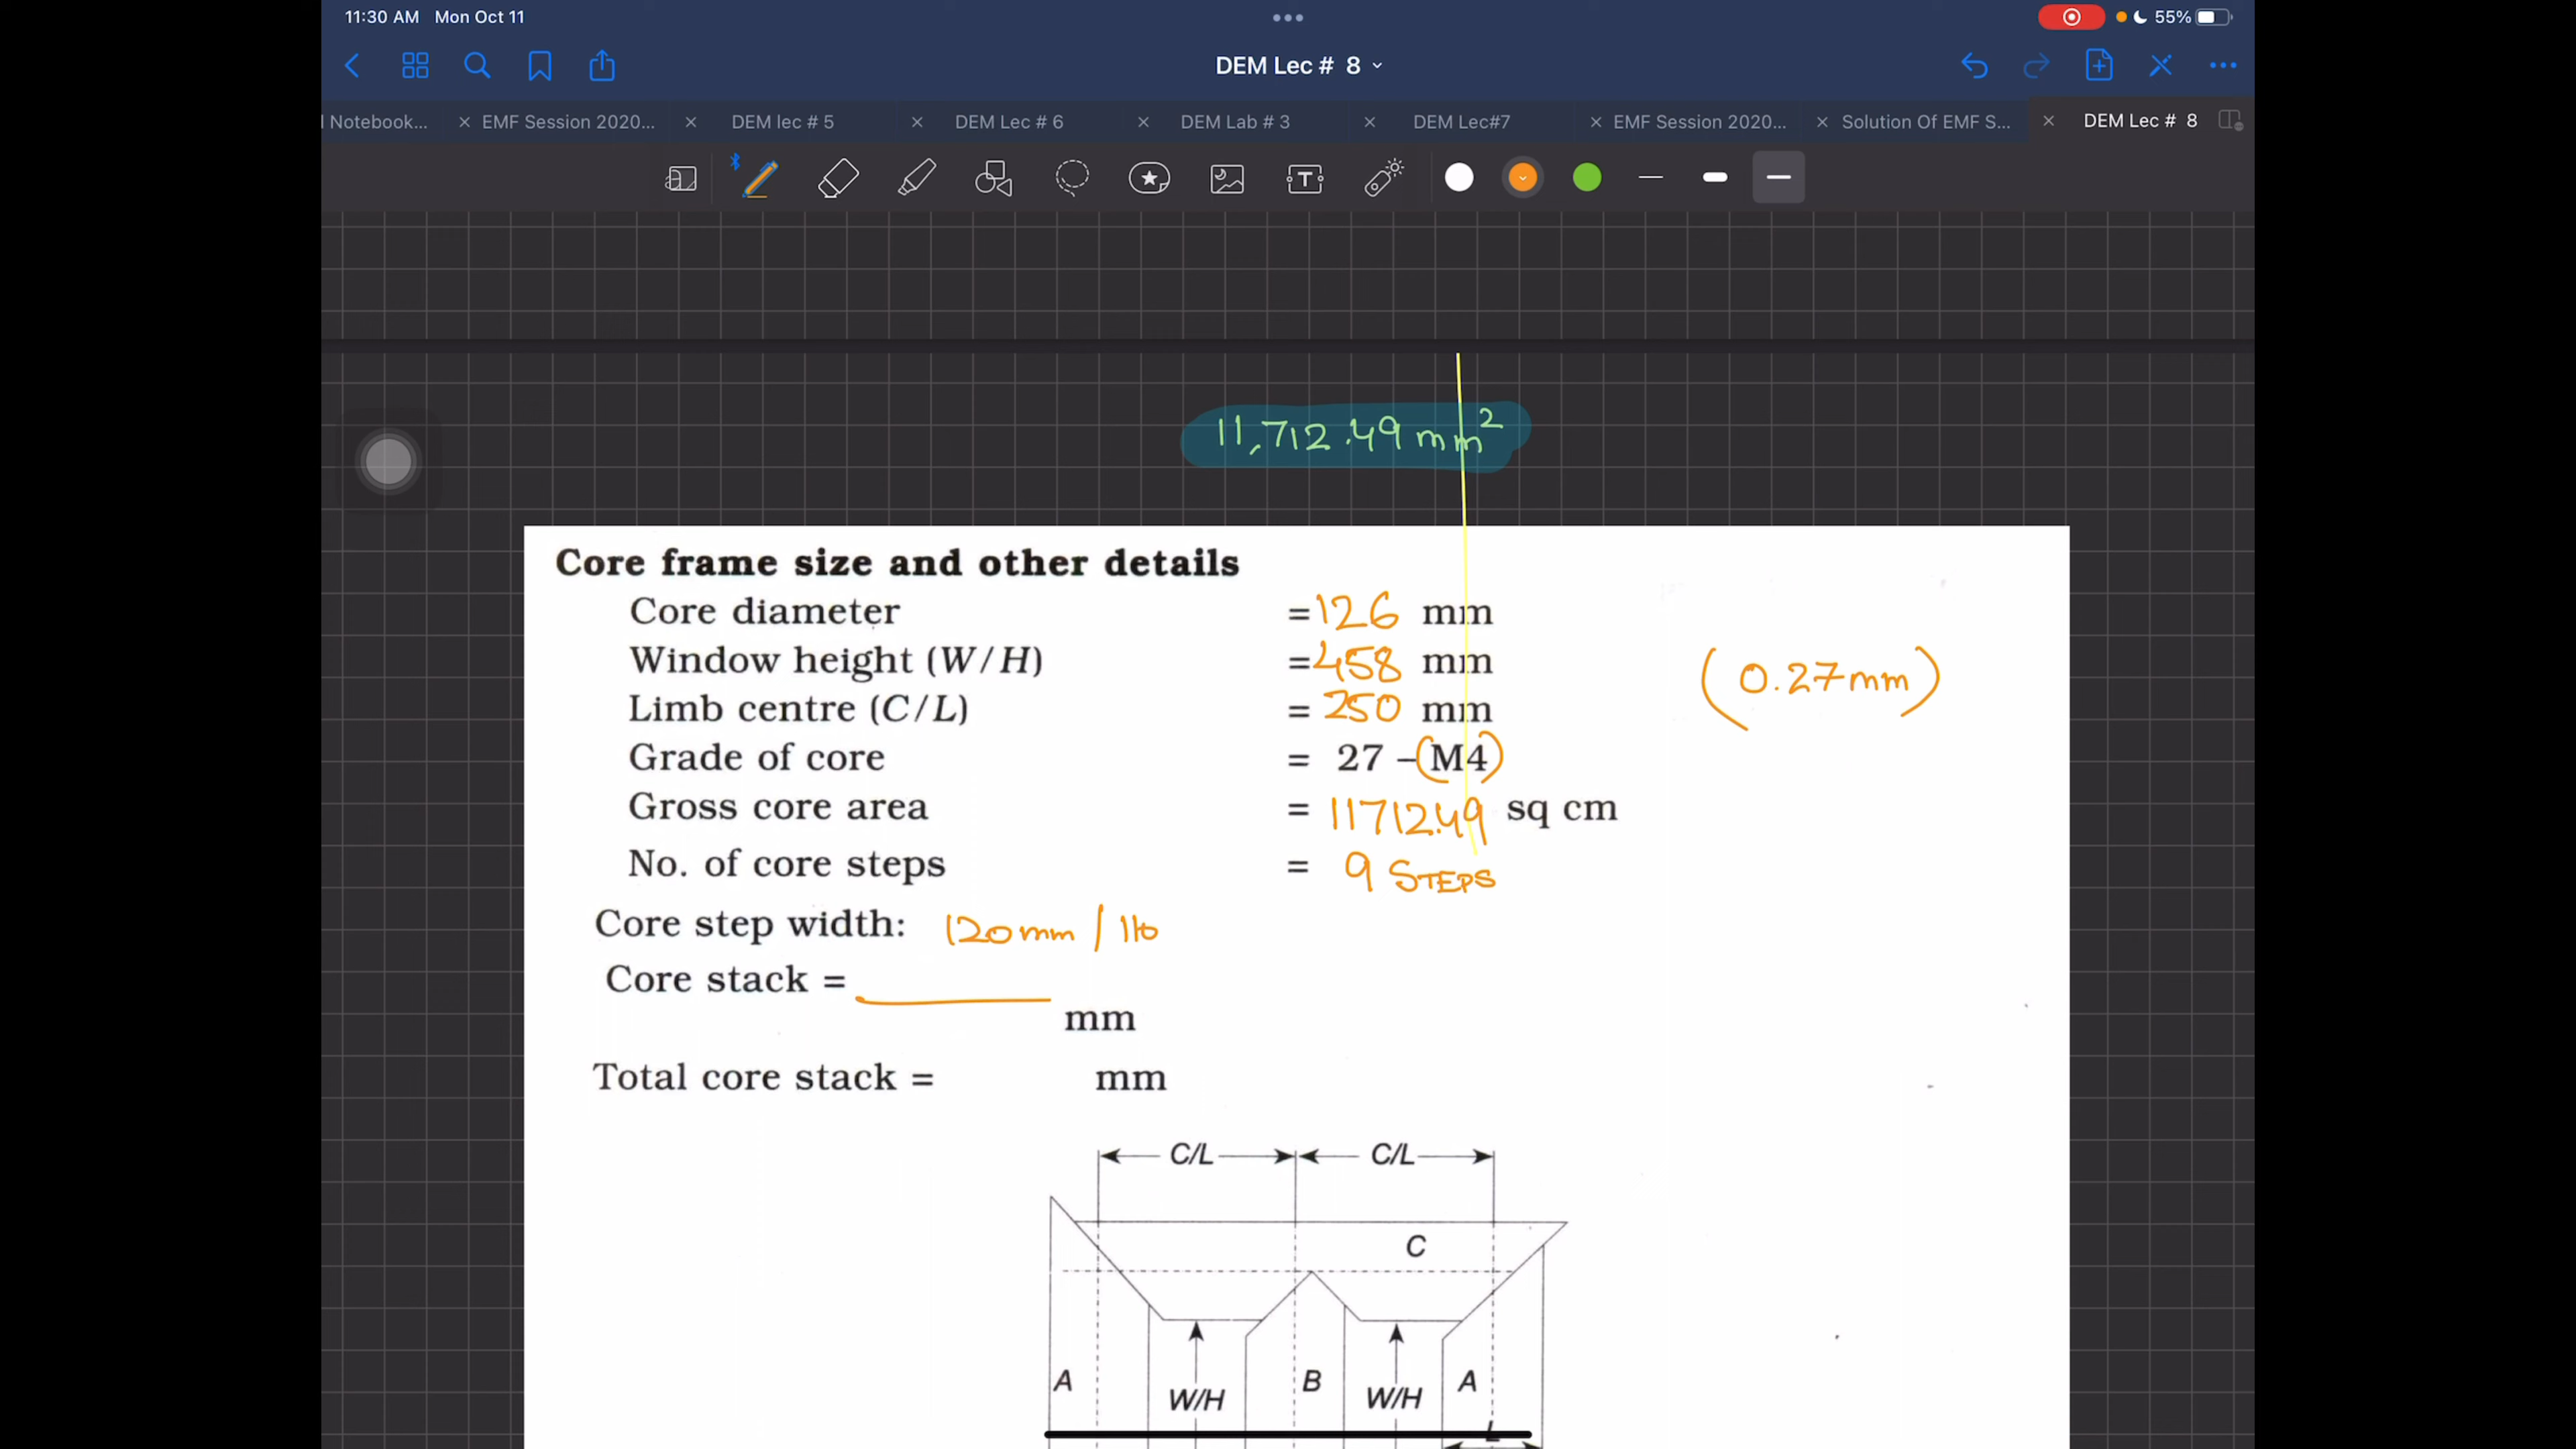 11:30 AM Mon Oct 11
55%
DEM Lec # 8
l Notebook... EMF Session 2020... DEM lec # 5 DEM Lec # 6 DEM Lab # 3 DEM Lec#7 EMF Session 2020... Solution Of EMF S... DEM Lec # 8
11,712.49 mm²
Core frame size and other details
Core diameter = 126 mm
Window height (W/H) = 458 mm
(0.27mm)
Limb centre (C/L) = 250 mm
Grade of core = 27 – (M4)
Gross core area = 11712.49 sq cm
No. of core steps = 9 STEPS
Core step width: 120mm / 110
Core stack =
mm
Total core stack = mm
C/L C/L
C
A W/H B W/H A
L